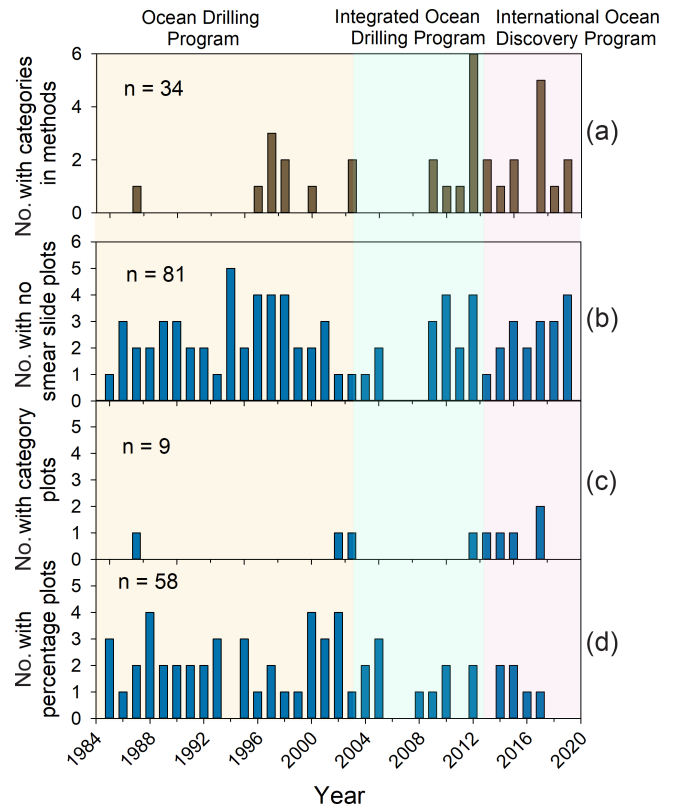 Ocean Drilling
Program
Integrated Ocean
Drilling Program
International Ocean
Discovery Program
No. with categories
in methods
6
4
2
0
n = 34
(a)
No. with no
smear slide plots
6
5
4
3
2
1
0
n = 81
(b)
No. with category
plots
5
4
3
2
1
0
n = 9
(c)
No. with
percentage plots
5
4
3
2
1
0
n = 58
(d)
1984
1988
1992
1996
2000
2004
2008
2012
2016
2020
Year